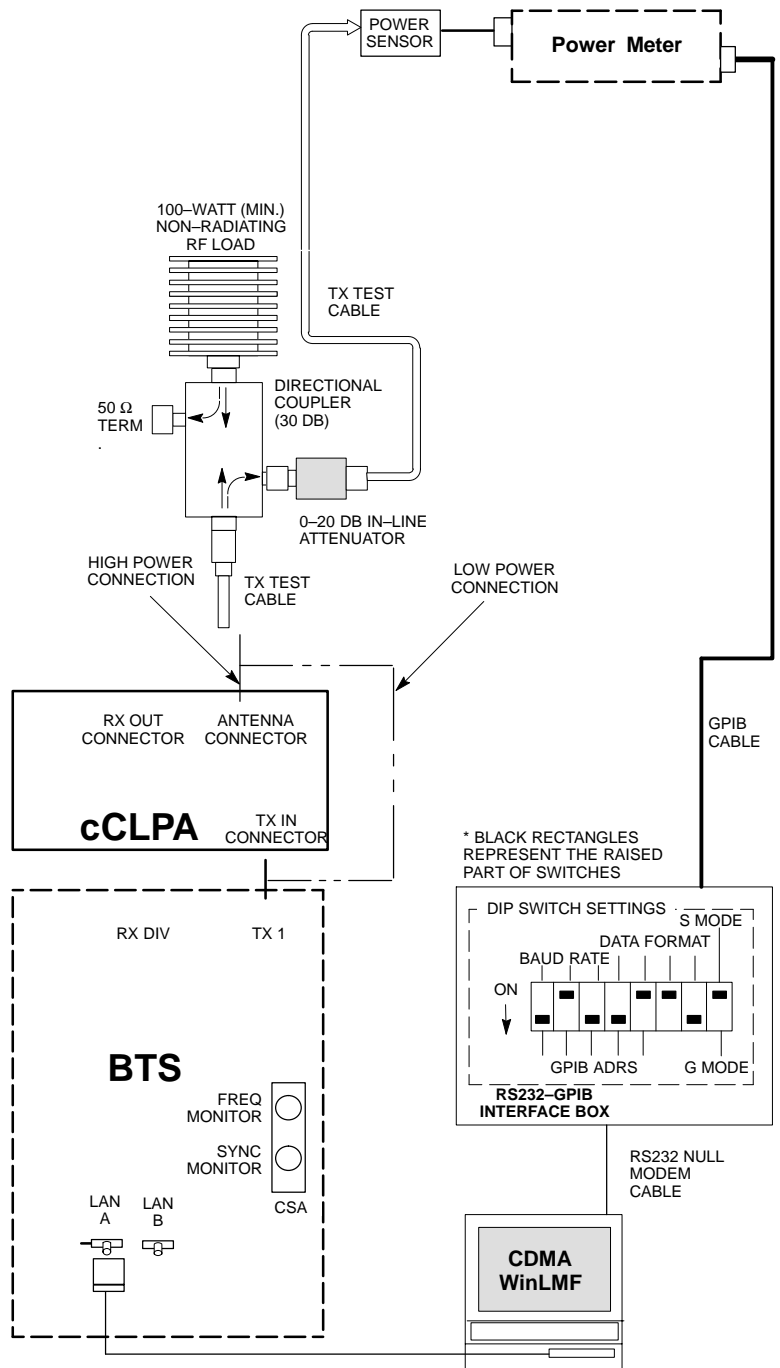 POWER
SENSOR
Power Meter
100–WATT (MIN.)
NON–RADIATING
RF LOAD
TX TEST
CABLE
50 Ω
TERM
.
DIRECTIONAL
COUPLER
(30 DB)
0–20 DB IN–LINE
ATTENUATOR
HIGH POWER
CONNECTION
TX TEST
CABLE
LOW POWER
CONNECTION
RX OUT
CONNECTOR
ANTENNA
CONNECTOR
GPIB
CABLE
cCLPA
TX IN
CONNECTOR
* BLACK RECTANGLES
REPRESENT THE RAISED
PART OF SWITCHES
RX DIV
TX 1
DIP SWITCH SETTINGS
S MODE
DATA FORMAT
BAUD RATE
ON
GPIB ADRS
G MODE
RS232–GPIB
INTERFACE BOX
BTS
FREQ
MONITOR
SYNC
MONITOR
CSA
LAN
A
LAN
B
RS232 NULL
MODEM
CABLE
CDMA
WinLMF